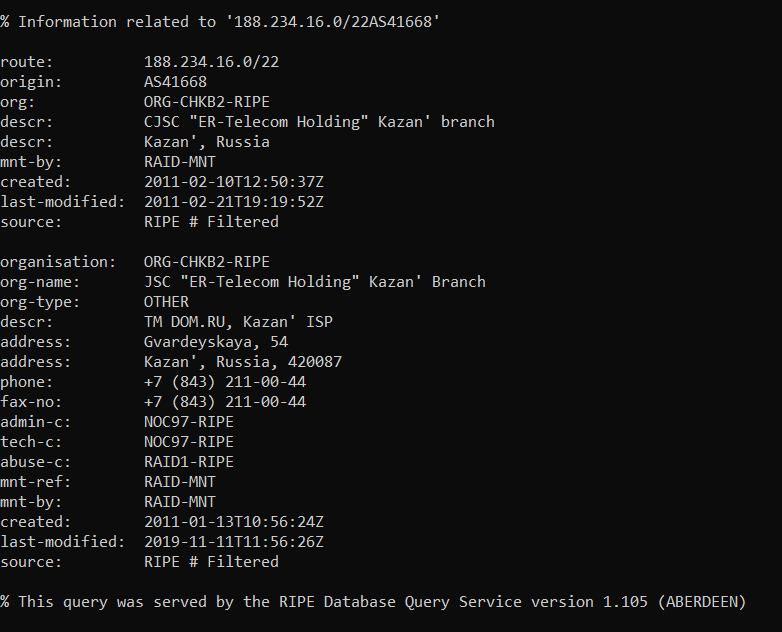 % Information related to '188.234.16.0/22AS41668'
route: 188.234.16.0/22
origin: AS41668
org: ORG-CHKB2-RIPE
descr: CJSC "ER-Telecom Holding" Kazan' branch
descr: Kazan', Russia
mnt-by: RAID-MNT
created: 2011-02-10T12:50:37Z
last-modified: 2011-02-21T19:19:52Z
source: RIPE # Filtered
organisation: ORG-CHKB2-RIPE
org-name: JSC "ER-Telecom Holding" Kazan' Branch
org-type: OTHER
descr: TM DOM.RU, Kazan' ISP
address: Gvardeyskaya, 54
address: Kazan', Russia, 420087
phone: +7 (843) 211-00-44
fax-no: +7 (843) 211-00-44
admin-c: NOC97-RIPE
tech-c: NOC97-RIPE
abuse-c: RAID1-RIPE
mnt-ref: RAID-MNT
mnt-by: RAID-MNT
created: 2011-01-13T10:56:24Z
last-modified: 2019-11-11T11:56:26Z
source: RIPE # Filtered
% This query was served by the RIPE Database Query Service version 1.105 (ABERDEEN)